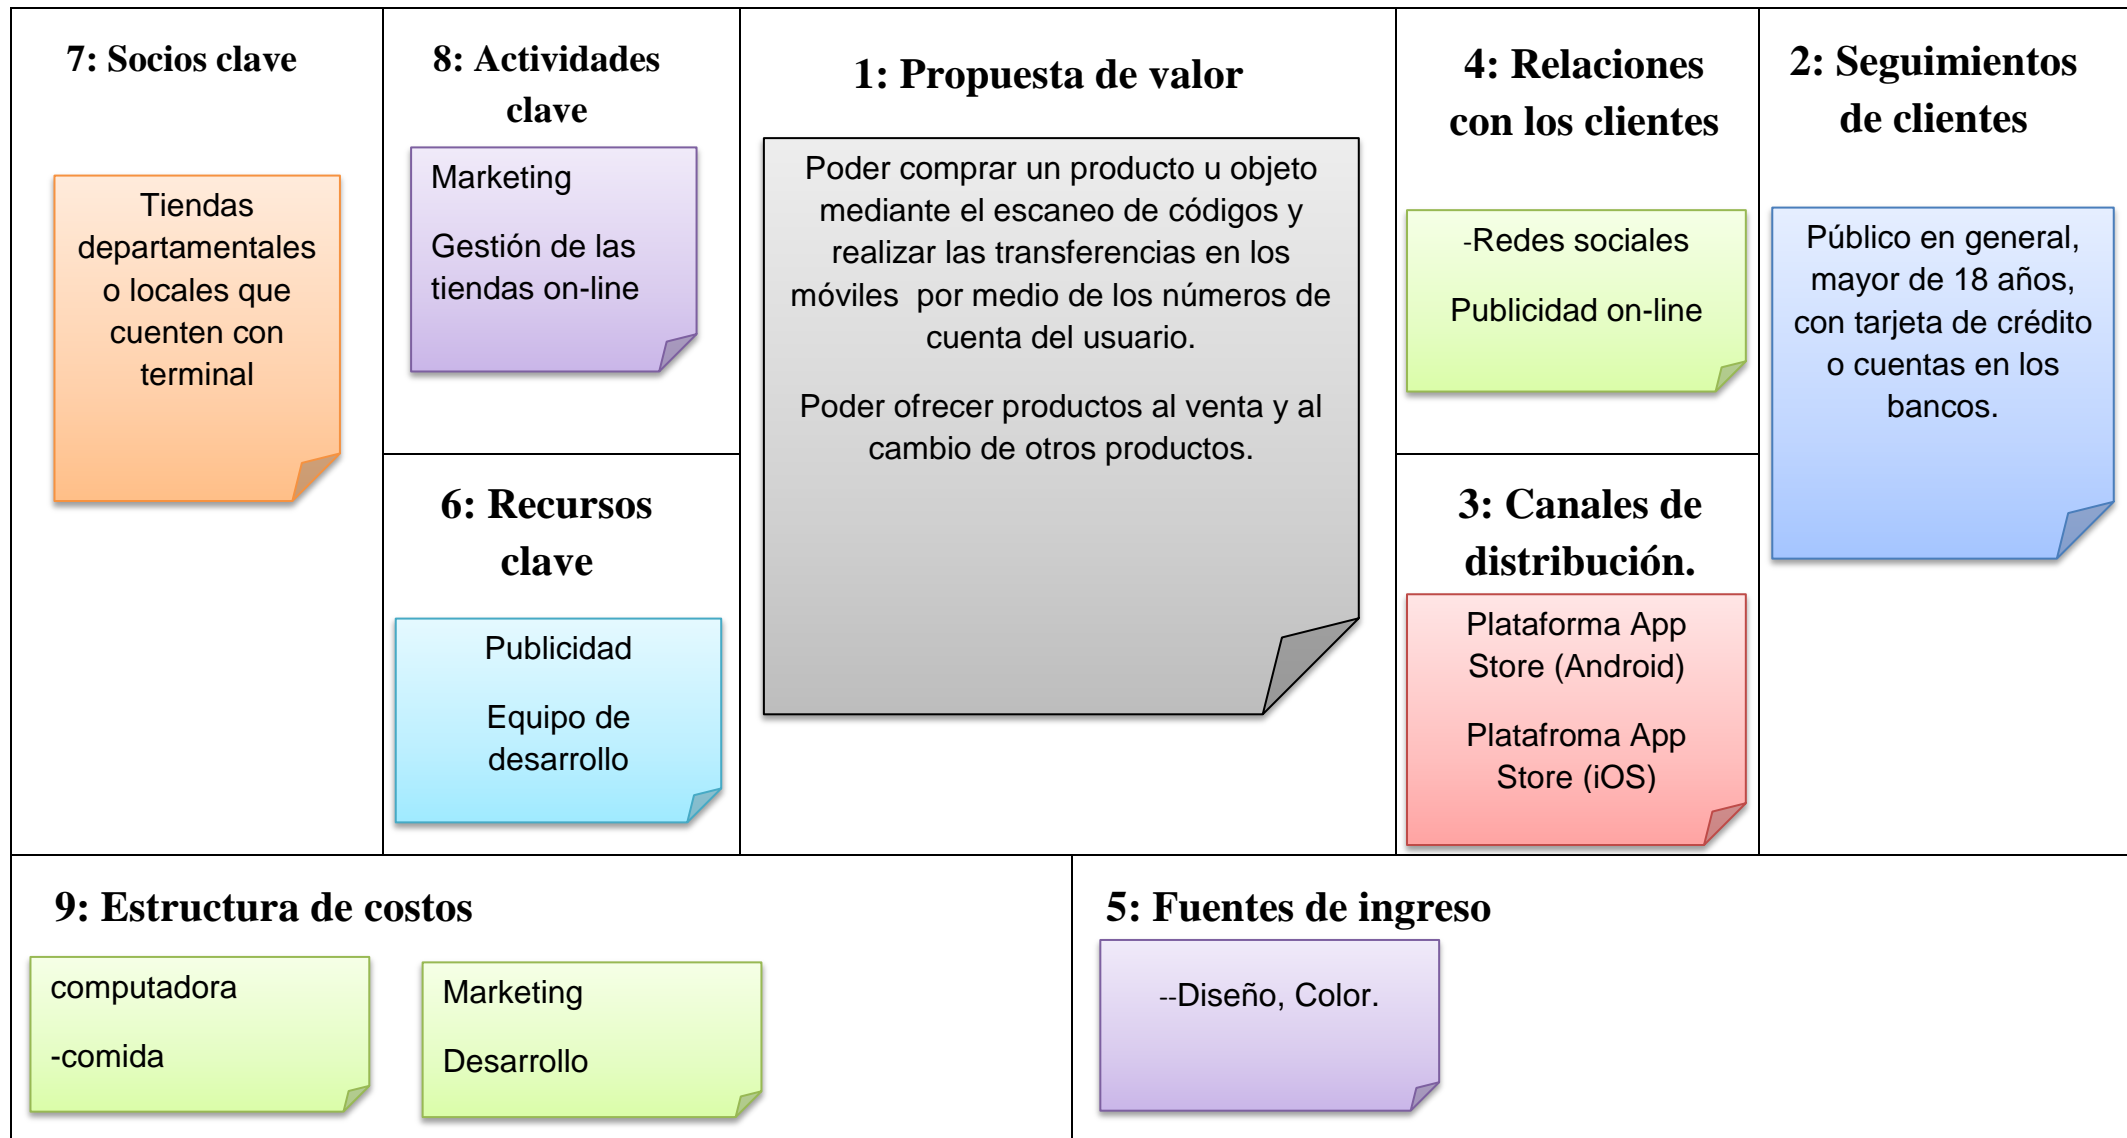 7: Socios clave
Tiendas
departamentales
o locales que
cuenten con
terminal
8: Actividades
clave
Marketing
Gestión de las
tiendas on-line
6: Recursos
clave
Publicidad
Equipo de
desarrollo
1: Propuesta de valor
Poder comprar un producto u objeto
mediante el escaneo de códigos y
realizar las transferencias en los
móviles  por medio de los números de
cuenta del usuario.
Poder ofrecer productos al venta y al
cambio de otros productos.
4: Relaciones
con los clientes
-Redes sociales
Publicidad on-line
3: Canales de
distribución.
Plataforma App
Store (Android)
Platafroma App
Store (iOS)
2: Seguimientos
de clientes
Público en general,
mayor de 18 años,
con tarjeta de crédito
o cuentas en los
bancos.
9: Estructura de costos
computadora
-comida
Marketing
Desarrollo
5: Fuentes de ingreso
--Diseño, Color.